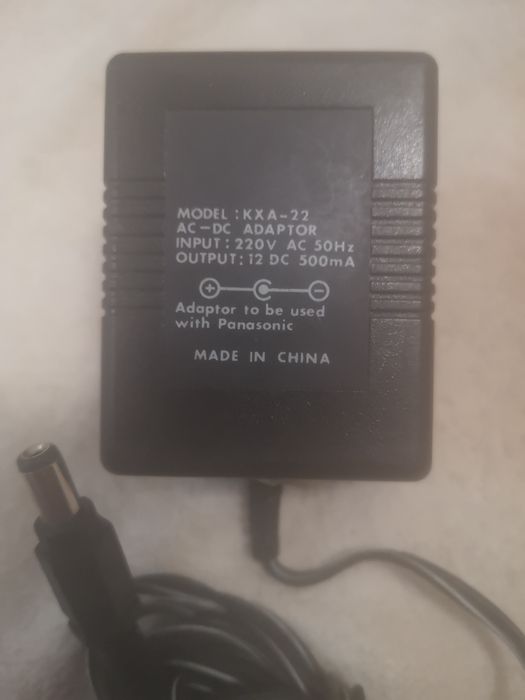 MODEL : KXA-22
AC-DC ADAPTOR
INPUT : 220V AC 50Hz
OUTPUT : 12 DC 500mA
+ -
Adaptor to be used
with Panasonic
MADE IN CHINA